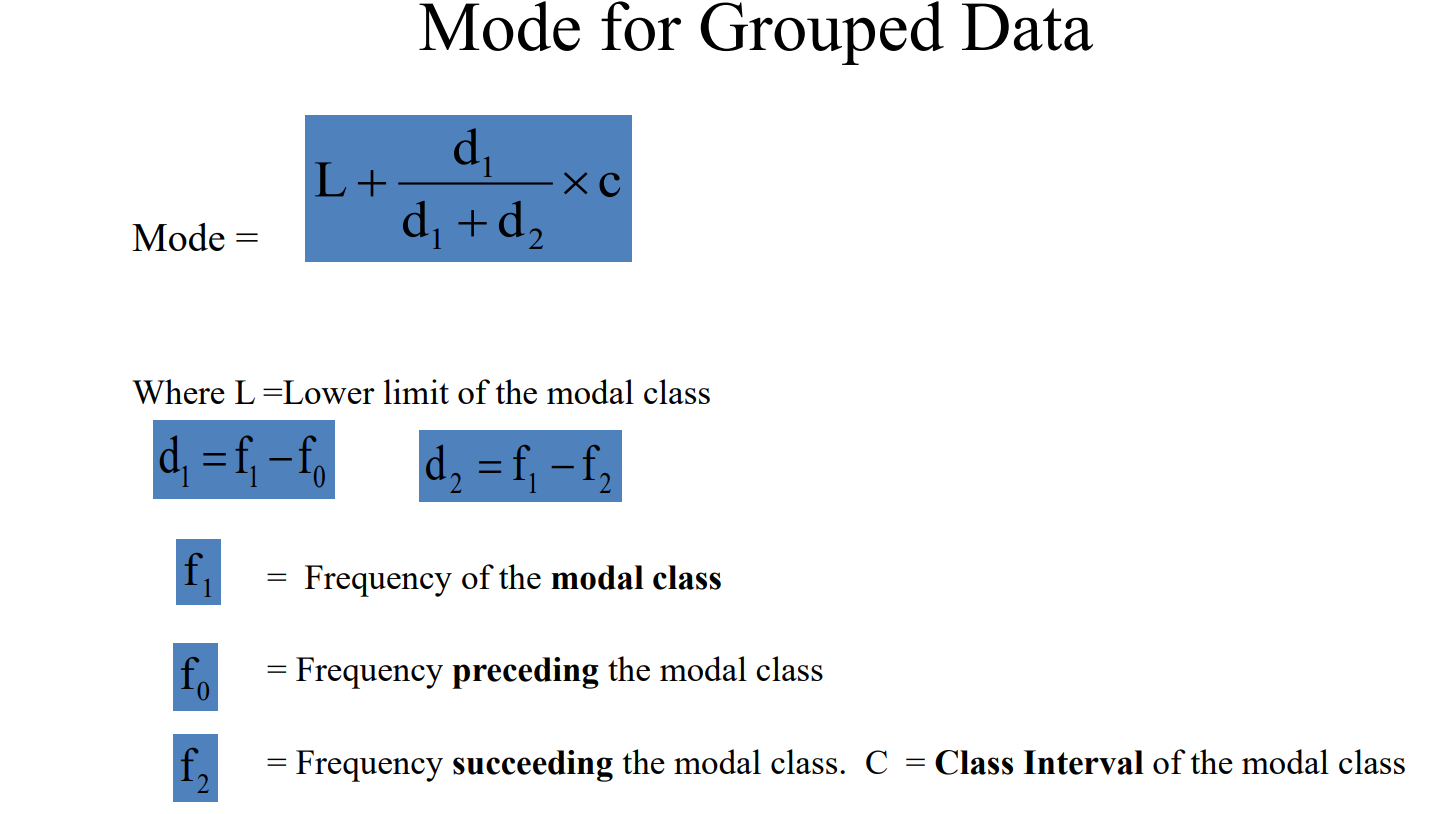 Mode for Grouped Data
Mode = L + d₁ / (d₁ + d₂) × c
Where L =Lower limit of the modal class
d₁ = f₁ − f₀ d₂ = f₁ − f₂
f₁ = Frequency of the modal class
f₀ = Frequency preceding the modal class
f₂ = Frequency succeeding the modal class. C = Class Interval of the modal class